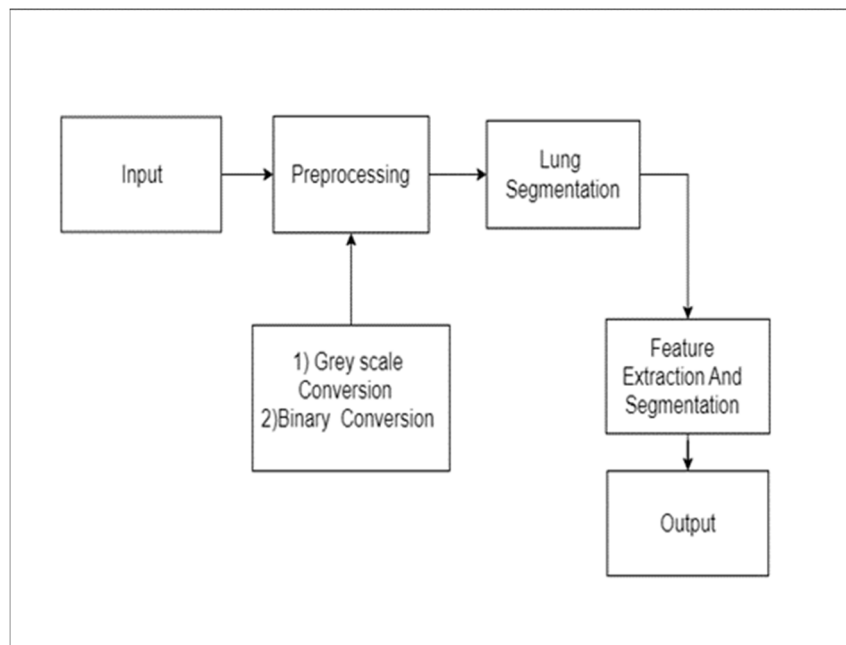 Input
Preprocessing
Lung
Segmentation
1) Grey scale
Conversion
2)Binary Conversion
Feature
Extraction And
Segmentation
Output